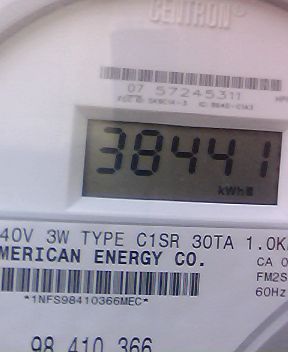 CENTRON®
07 57245311
38441
kWh
40V 3W TYPE C1SR 30TA 1.0K
MERICAN ENERGY CO.
CA 0
FM2S
60Hz
*1NFS98410366MEC*
98 410 366